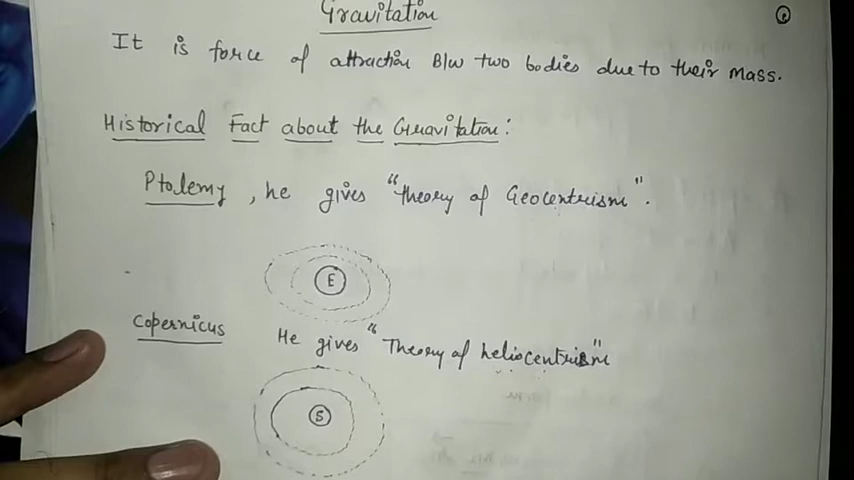 Gravitation
It is force of attraction B/w two bodies due to their mass.
Historical Fact about the Gravitation:
Ptolemy, he gives "theory of Geocentrism".
E
Copernicus He gives "Theory of heliocentrism"
S